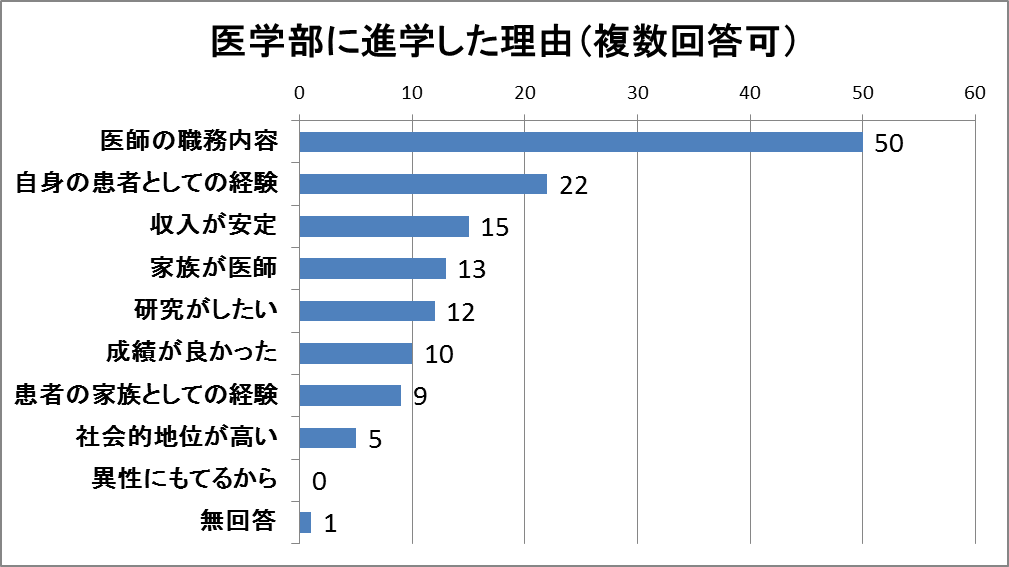 医学部に進学した理由(複数回答可)
0 10 20 30 40 50 60
医師の職務内容 50
自身の患者としての経験 22
収入が安定 15
家族が医師 13
研究がしたい 12
成績が良かった 10
患者の家族としての経験 9
社会的地位が高い 5
異性にもてるから 0
無回答 1